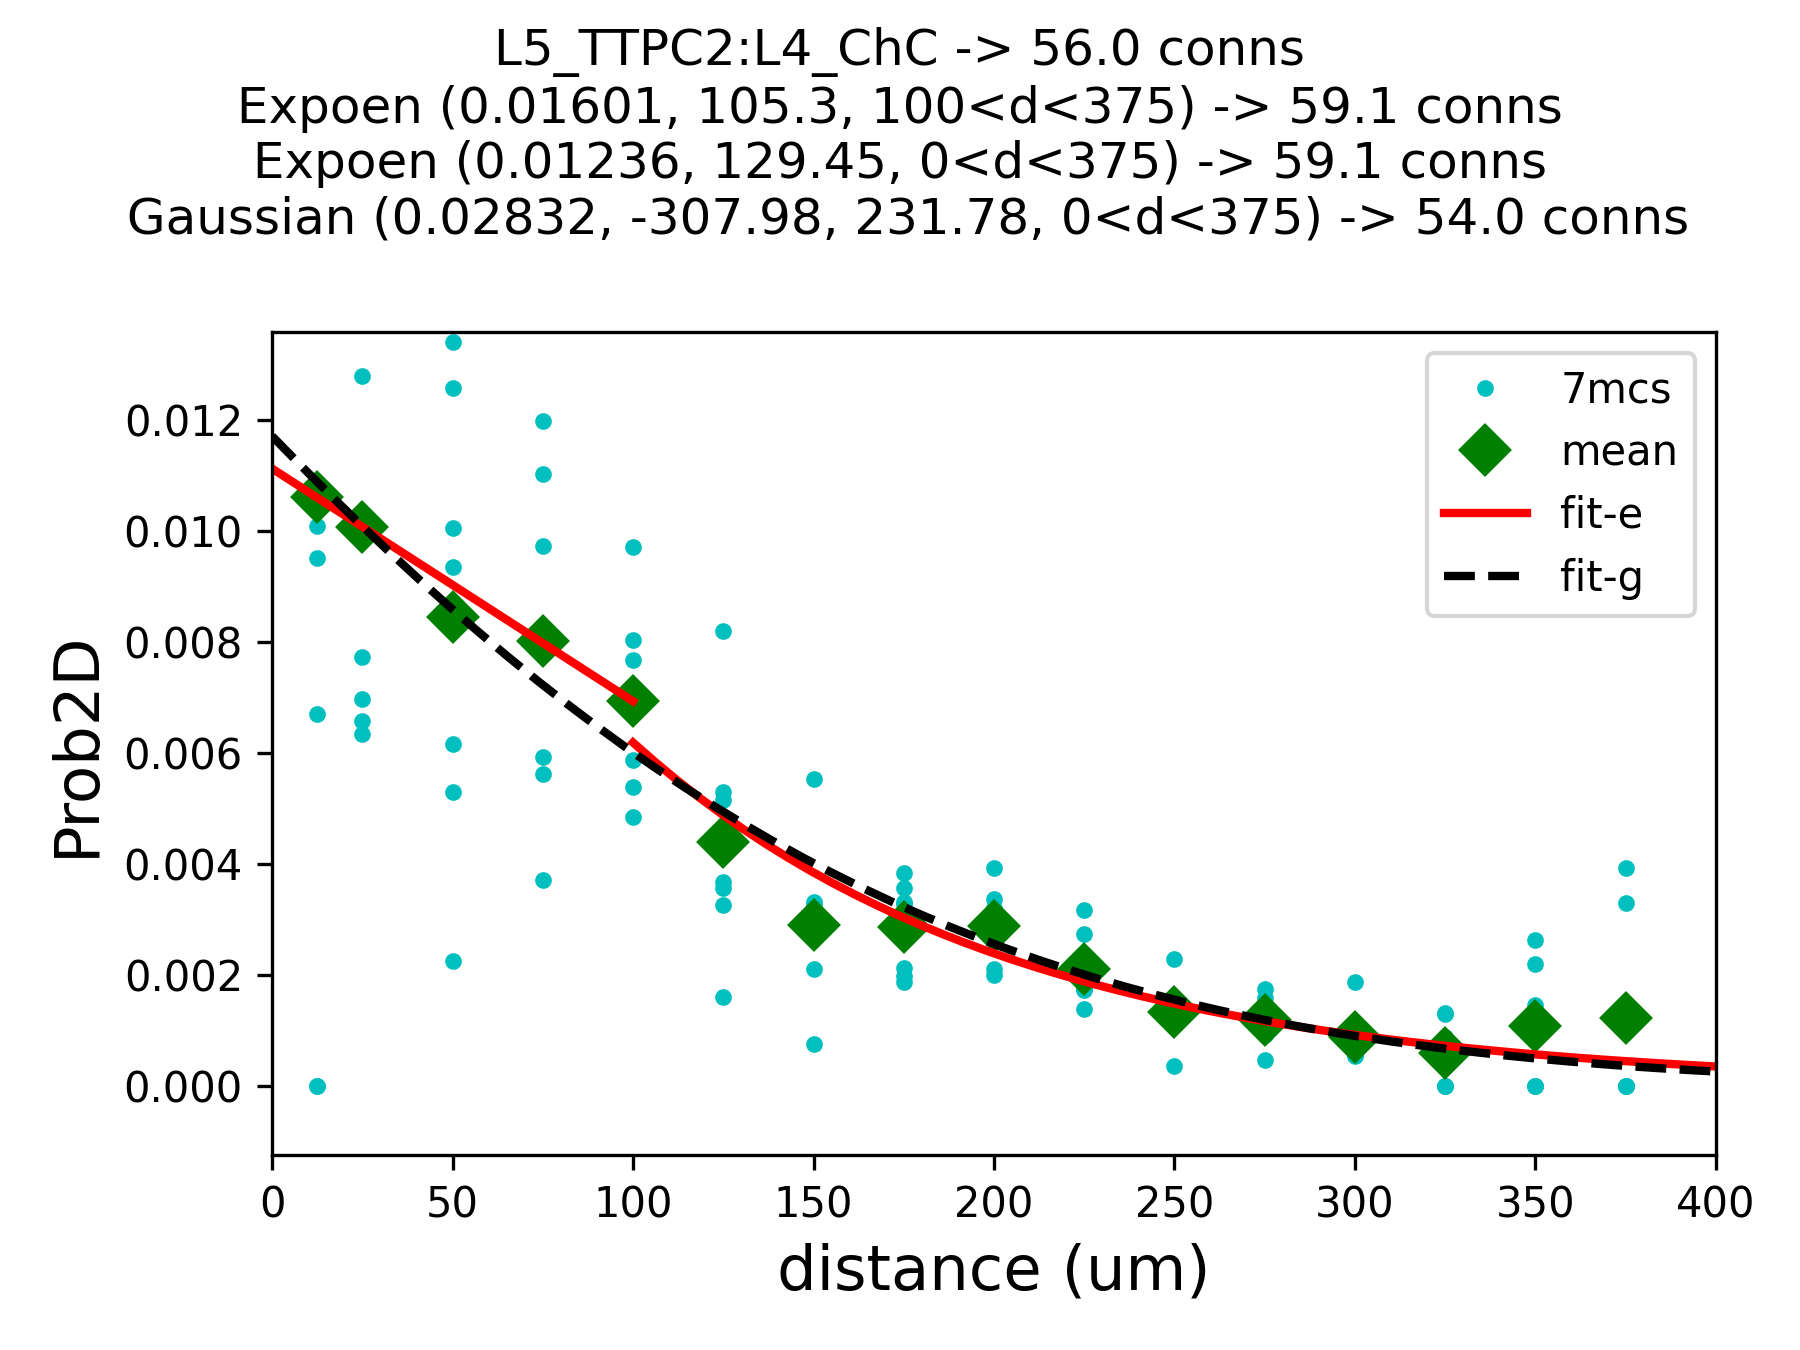 L5_TTPC2:L4_ChC -> 56.0 conns
Expoen (0.01601, 105.3, 100<d<375) -> 59.1 conns
Expoen (0.01236, 129.45, 0<d<375) -> 59.1 conns
Gaussian (0.02832, -307.98, 231.78, 0<d<375) -> 54.0 conns
7mcs
mean
fit-e
fit-g
Prob2D
0.012
0.010
0.008
0.006
0.004
0.002
0.000
0 50 100 150 200 250 300 350 400
distance (um)